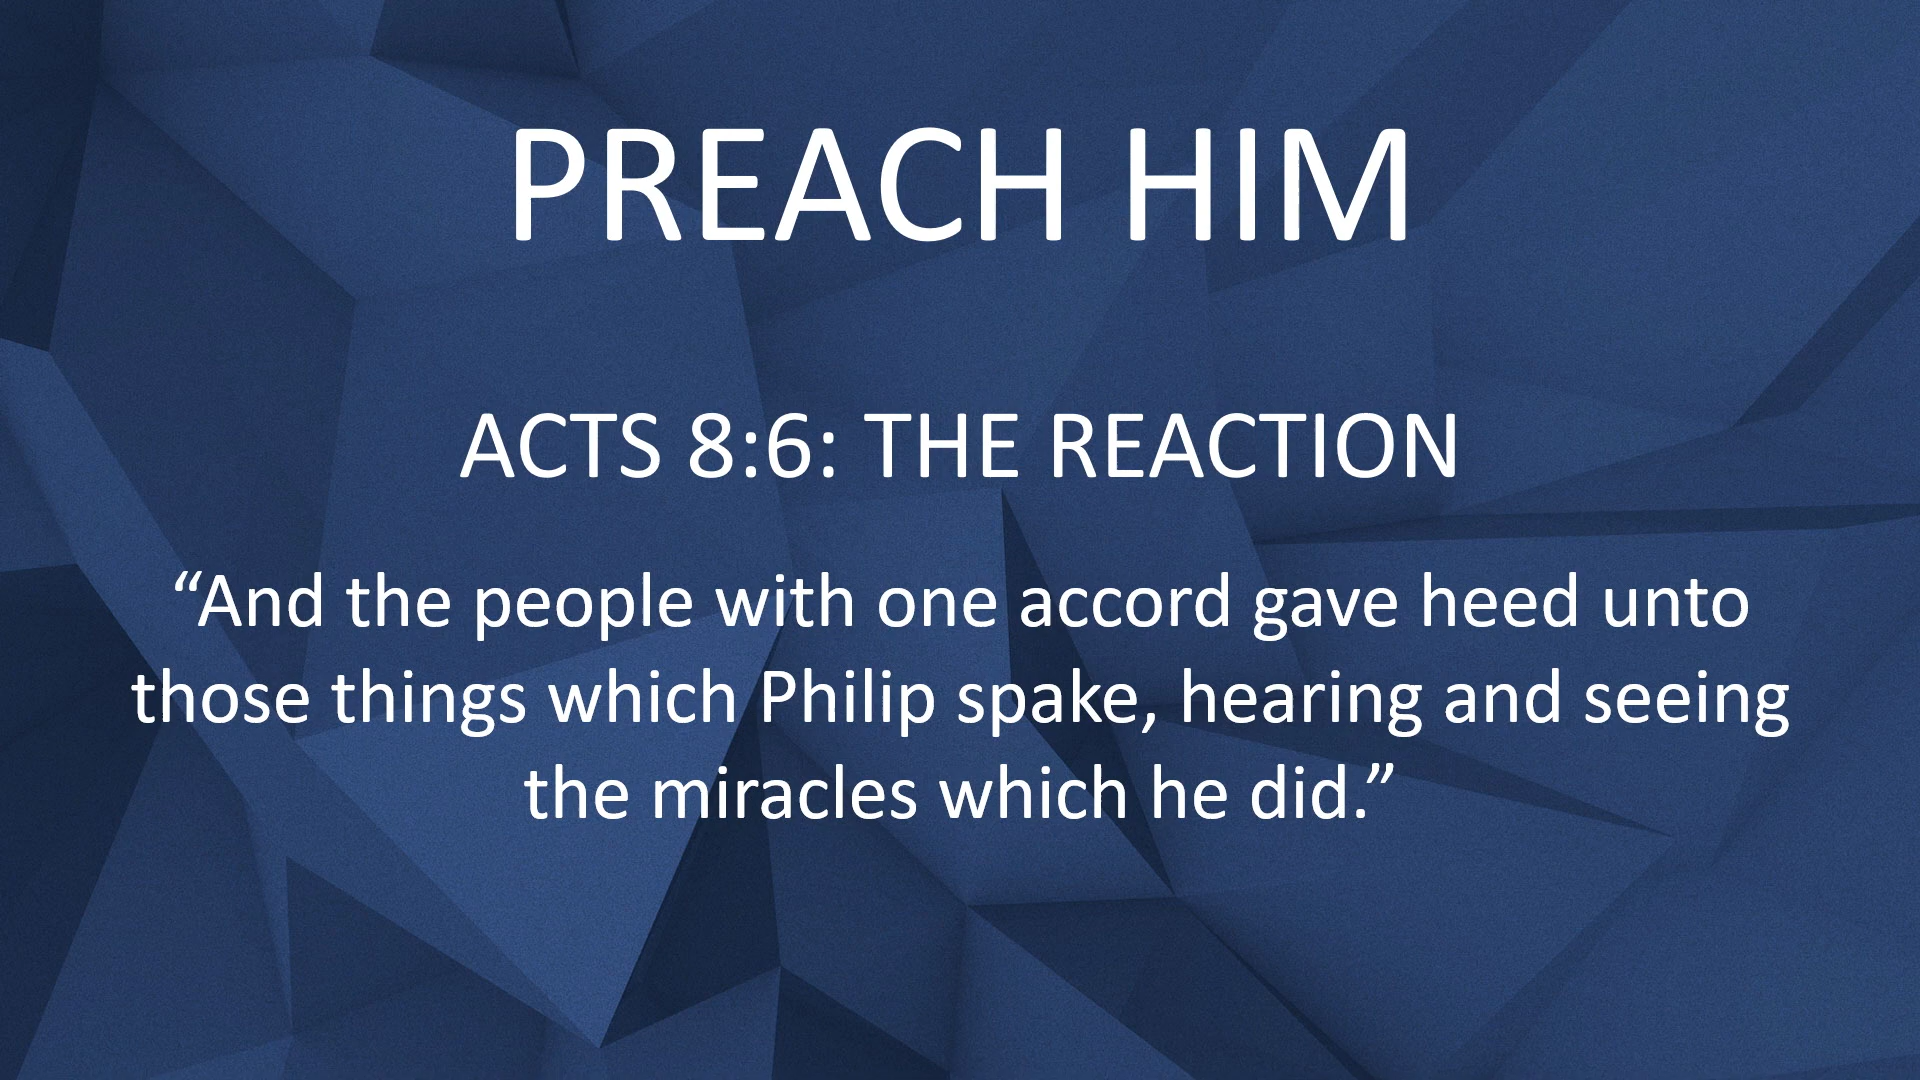 PREACH HIM
ACTS 8:6: THE REACTION
“And the people with one accord gave heed unto
those things which Philip spake, hearing and seeing
the miracles which he did.”